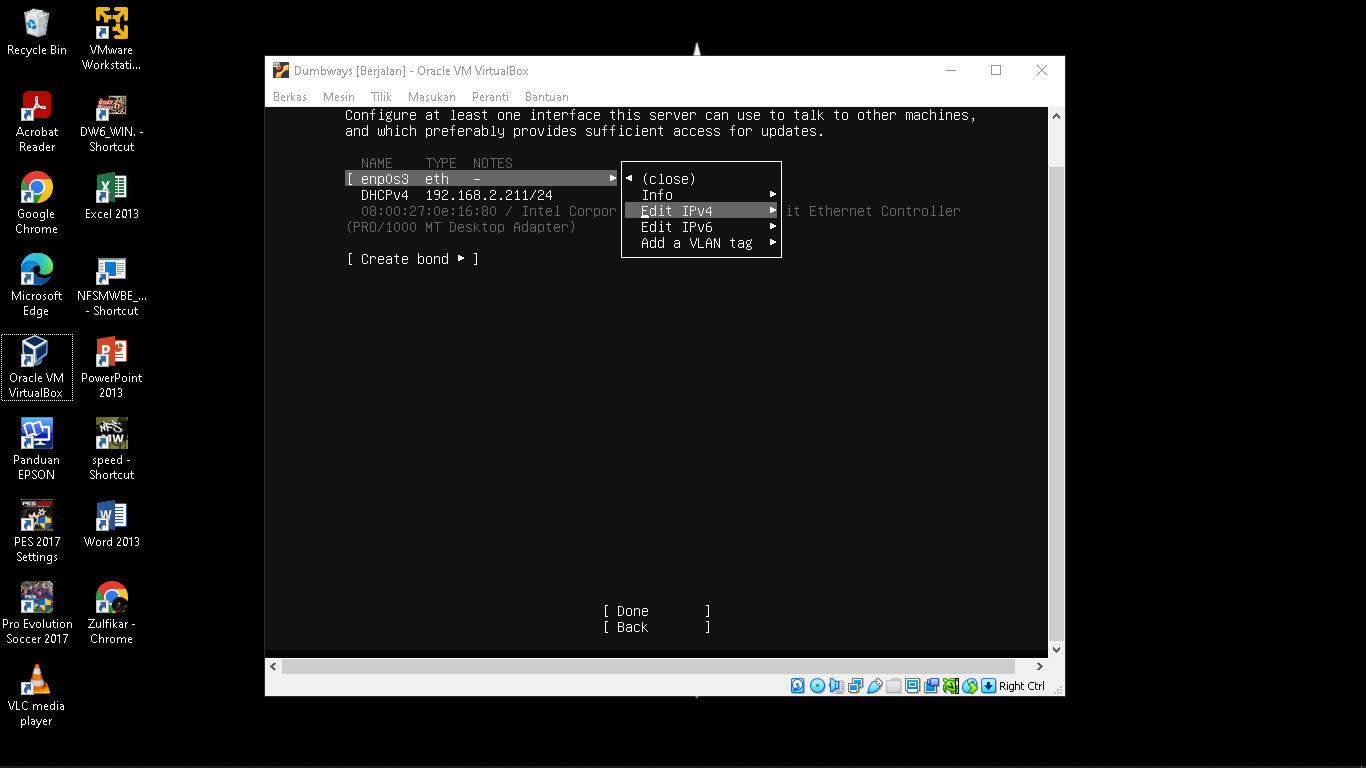 Recycle Bin
VMware
Workstati...
Acrobat
Reader
DW6_WIN. -
Shortcut
Google
Chrome
Excel 2013
Microsoft
Edge
NFSMWBE_...
- Shortcut
Oracle VM
VirtualBox
PowerPoint
2013
Panduan
EPSON
speed -
Shortcut
PES 2017
Settings
Word 2013
Pro Evolution
Soccer 2017
Zulfikar -
Chrome
VLC media
player
Dumbways [Berjalan] - Oracle VM VirtualBox
Berkas Mesin Tilik Masukan Peranti Bantuan
Configure at least one interface this server can use to talk to other machines,
and which preferably provides sufficient access for updates.
NAME TYPE NOTES
[ enp0s3 eth - ▸
DHCPv4 192.168.2.211/24
08:00:27:0e:16:80 / Intel Corpor
it Ethernet Controller
(PRO/1000 MT Desktop Adapter)
◂ (close)
Info ▸
Edit IPv4 ▸
Edit IPv6 ▸
Add a VLAN tag ▸
[ Create bond ▸ ]
[ Done ]
[ Back ]
Right Ctrl